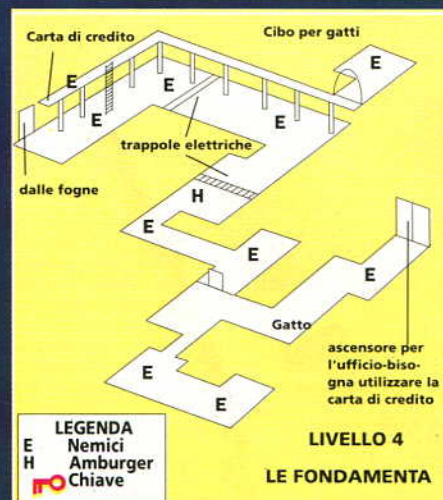 Carta di credito
Cibo per gatti
E
E
E
E
E
trappole elettriche
dalle fogne
H
E
E
E
Gatto
ascensore per
l'ufficio-biso-
gna utilizzare la
carta di credito
E
E
LEGENDA
E Nemici
H Amburger
Chiave
LIVELLO 4
LE FONDAMENTA